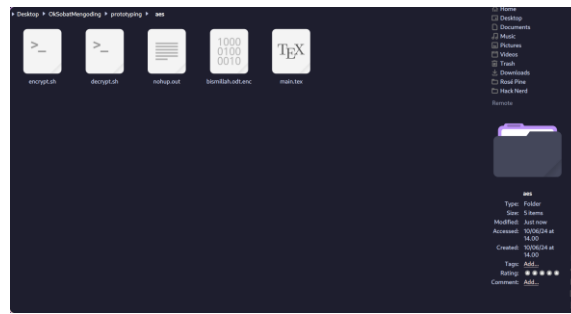 Desktop > OkSobatMengoding > prototyping > aes
>_
>_
1000
0100
0010
TEX
encrypt.sh
decrypt.sh
nohup.out
bismillah.odt.enc
main.tex
Home
Desktop
Documents
Music
Pictures
Videos
Trash
Downloads
Rosé Pine
Hack Nerd
Remote
aes
Type: Folder
Size: 5 items
Modified: Just now
Accessed: 10/06/24 at
14.00
Created: 10/06/24 at
14.00
Tags: Add...
Rating:
Comment: Add...